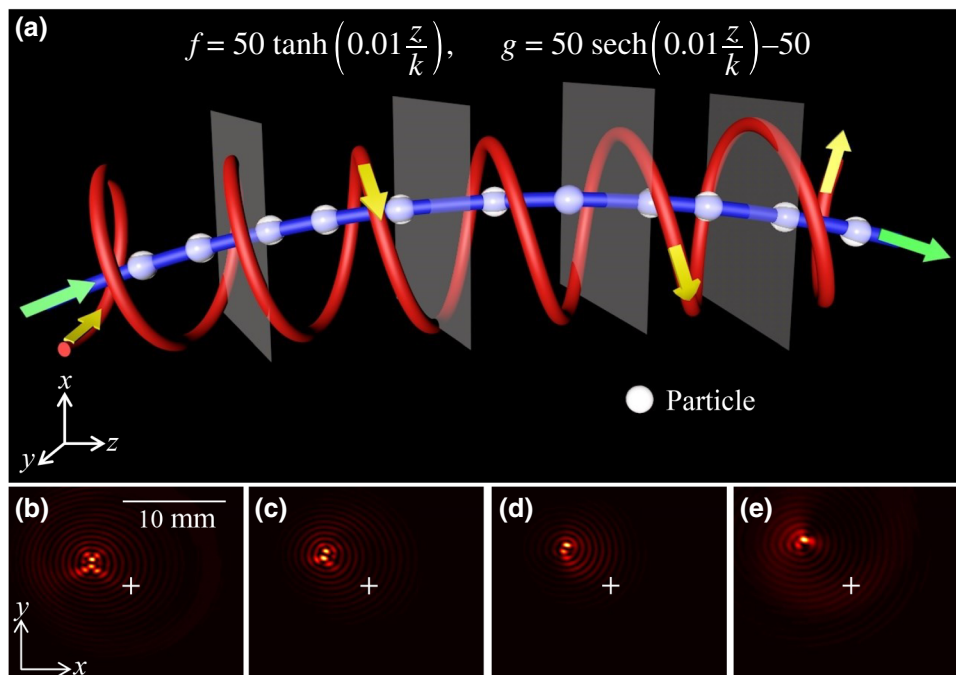 (a)
f = 50 tanh(0.01 z/k), g = 50 sech(0.01 z/k)–50
x
y z
Particle
(b) (c) (d) (e)
10 mm
y
x